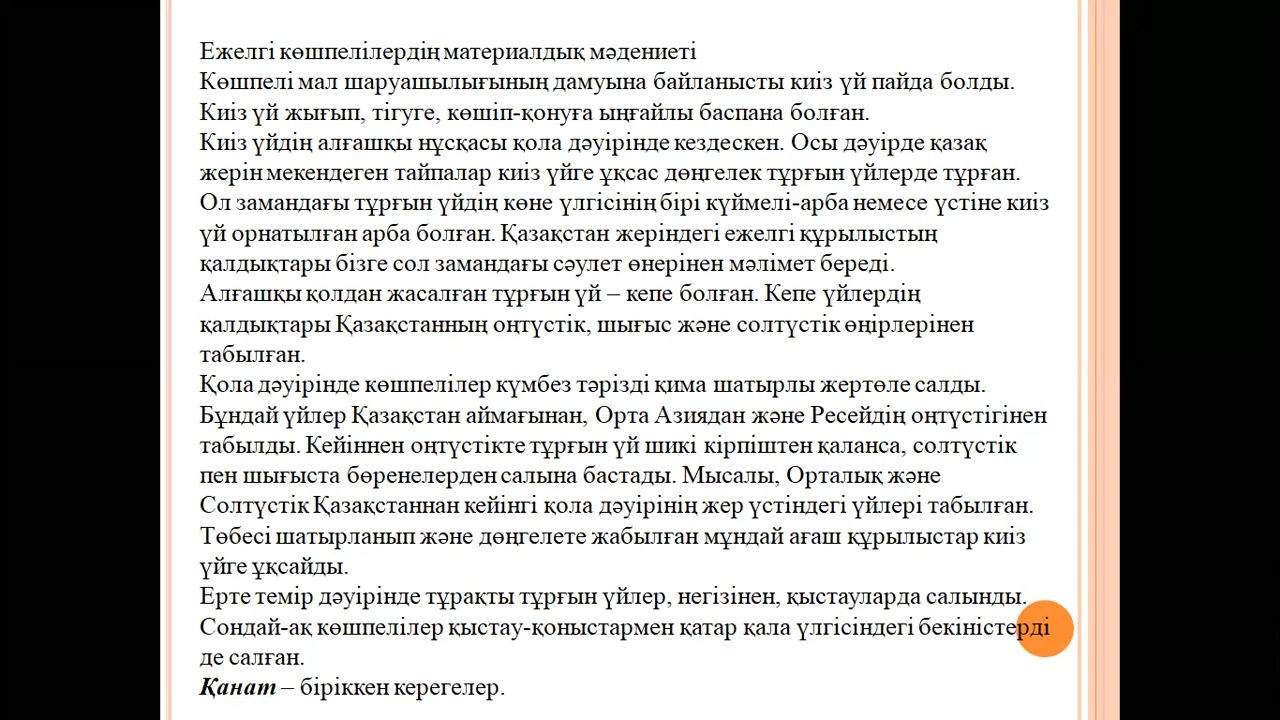 Ежелгі көшпелілердің материалдық мәдениеті
Көшпелі мал шаруашылығының дамуына байланысты киіз үй пайда болды.
Киіз үй жығып, тігуге, көшіп-қонуға ыңғайлы баспана болған.
Киіз үйдің алғашқы нұсқасы қола дәуірінде кездескен. Осы дәуірде қазақ
жерін мекендеген тайпалар киіз үйге ұқсас дөңгелек тұрғын үйлерде тұрған.
Ол замандағы тұрғын үйдің көне үлгісінің бірі күймелі-арба немесе үстіне киіз
үй орнатылған арба болған. Қазақстан жеріндегі ежелгі құрылыстың
қалдықтары бізге сол замандағы сәулет өнерінен мәлімет береді.
Алғашқы қолдан жасалған тұрғын үй – кепе болған. Кепе үйлердің
қалдықтары Қазақстанның оңтүстік, шығыс және солтүстік өңірлерінен
табылған.
Қола дәуірінде көшпелілер күмбез тәрізді қима шатырлы жертөле салды.
Бұндай үйлер Қазақстан аймағынан, Орта Азиядан және Ресейдің оңтүстігінен
табылды. Кейіннен оңтүстікте тұрғын үй шикі кірпіштен қаланса, солтүстік
пен шығыста бөренелерден салына бастады. Мысалы, Орталық және
Солтүстік Қазақстаннан кейінгі қола дәуірінің жер үстіндегі үйлері табылған.
Төбесі шатырланып және дөңгелете жабылған мұндай ағаш құрылыстар киіз
үйге ұқсайды.
Ерте темір дәуірінде тұрақты тұрғын үйлер, негізінен, қыстауларда салынды.
Сондай-ақ көшпелілер қыстау-қоныстармен қатар қала үлгісіндегі бекіністерді
де салған.
Қанат – біріккен керегелер.